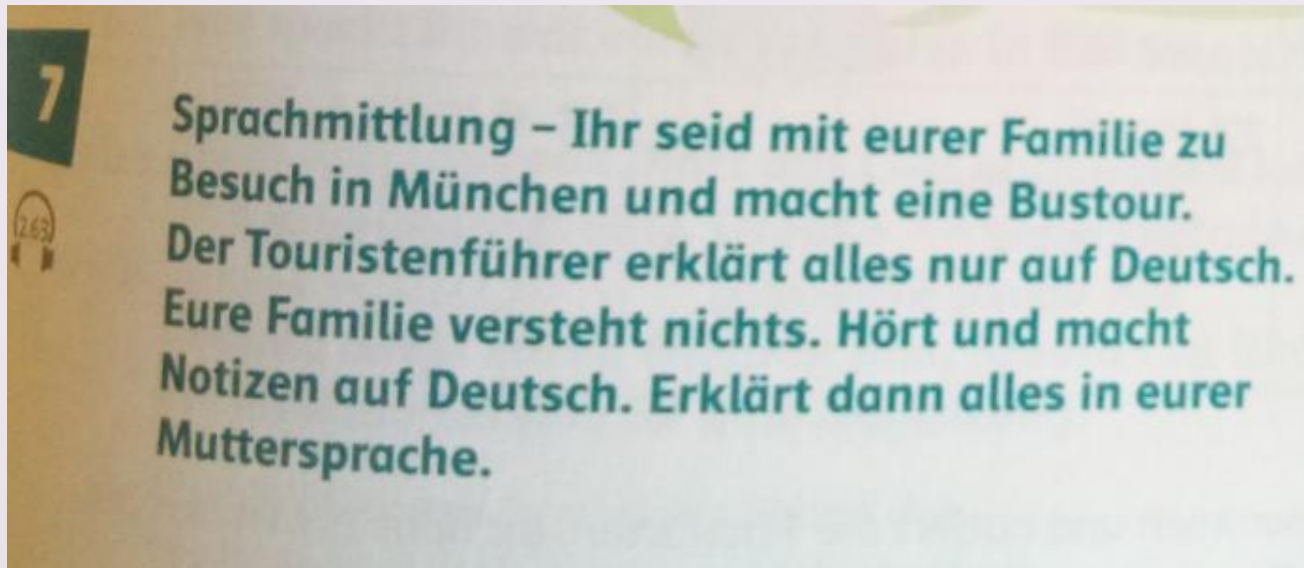 7
Sprachmittlung – Ihr seid mit eurer Familie zu
Besuch in München und macht eine Bustour.
2.63
Der Touristenführer erklärt alles nur auf Deutsch.
Eure Familie versteht nichts. Hört und macht
Notizen auf Deutsch. Erklärt dann alles in eurer
Muttersprache.